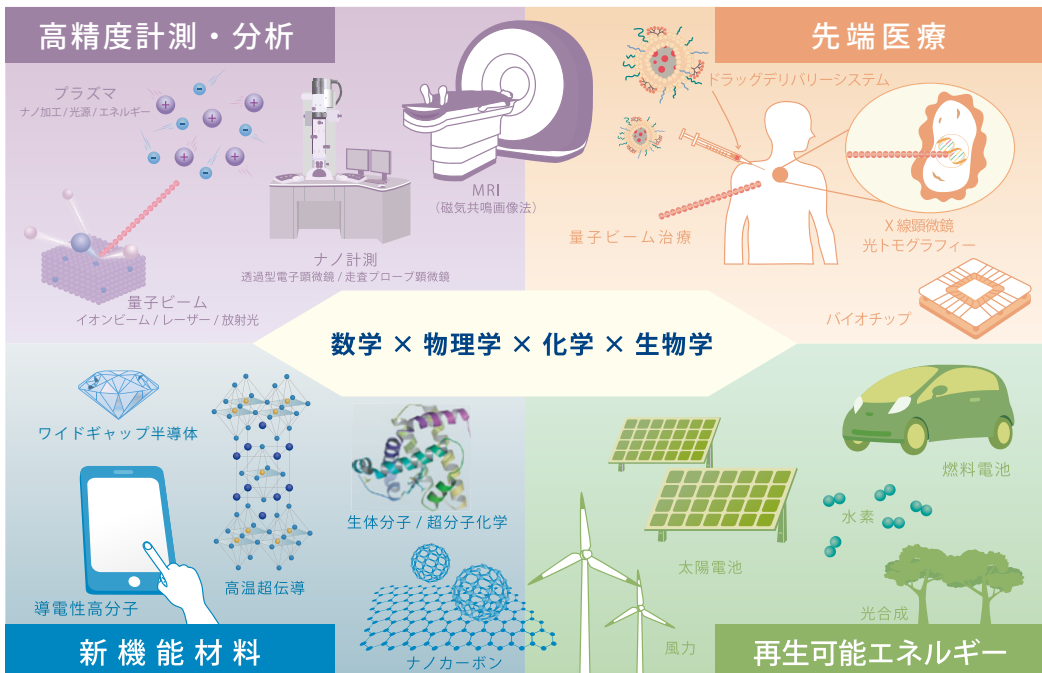 高精度計測・分析
プラズマ
ナノ加工/光源/エネルギー
MRI
（磁気共鳴画像法）
ナノ計測
透過型電子顕微鏡/走査プローブ顕微鏡
量子ビーム
イオンビーム/レーザー/放射光
先端医療
ドラッグデリバリーシステム
量子ビーム治療
X線顕微鏡
光トモグラフィー
バイオチップ
数学 × 物理学 × 化学 × 生物学
ワイドギャップ半導体
導電性高分子
高温超伝導
生体分子/超分子化学
ナノカーボン
新機能材料
燃料電池
水素
太陽電池
光合成
風力
再生可能エネルギー